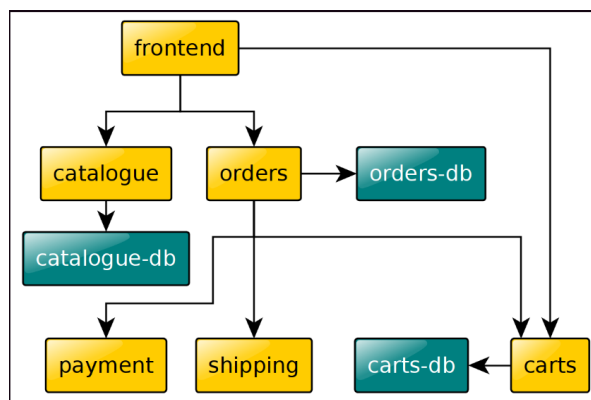 frontend
catalogue
orders
orders-db
catalogue-db
payment
shipping
carts-db
carts